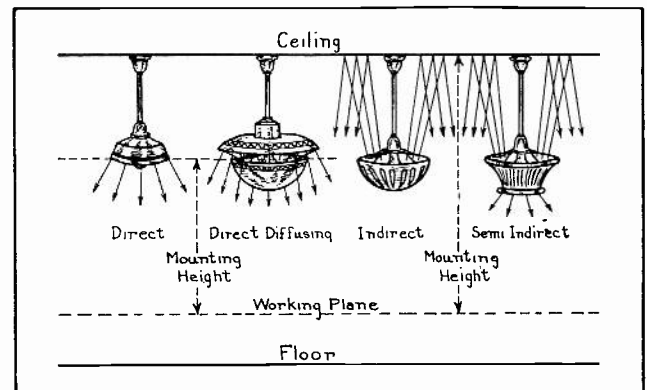 Ceiling
Direct
Direct Diffusing
Indirect
Semi Indirect
Mounting
Height
Mounting
Height
Working Plane
Floor